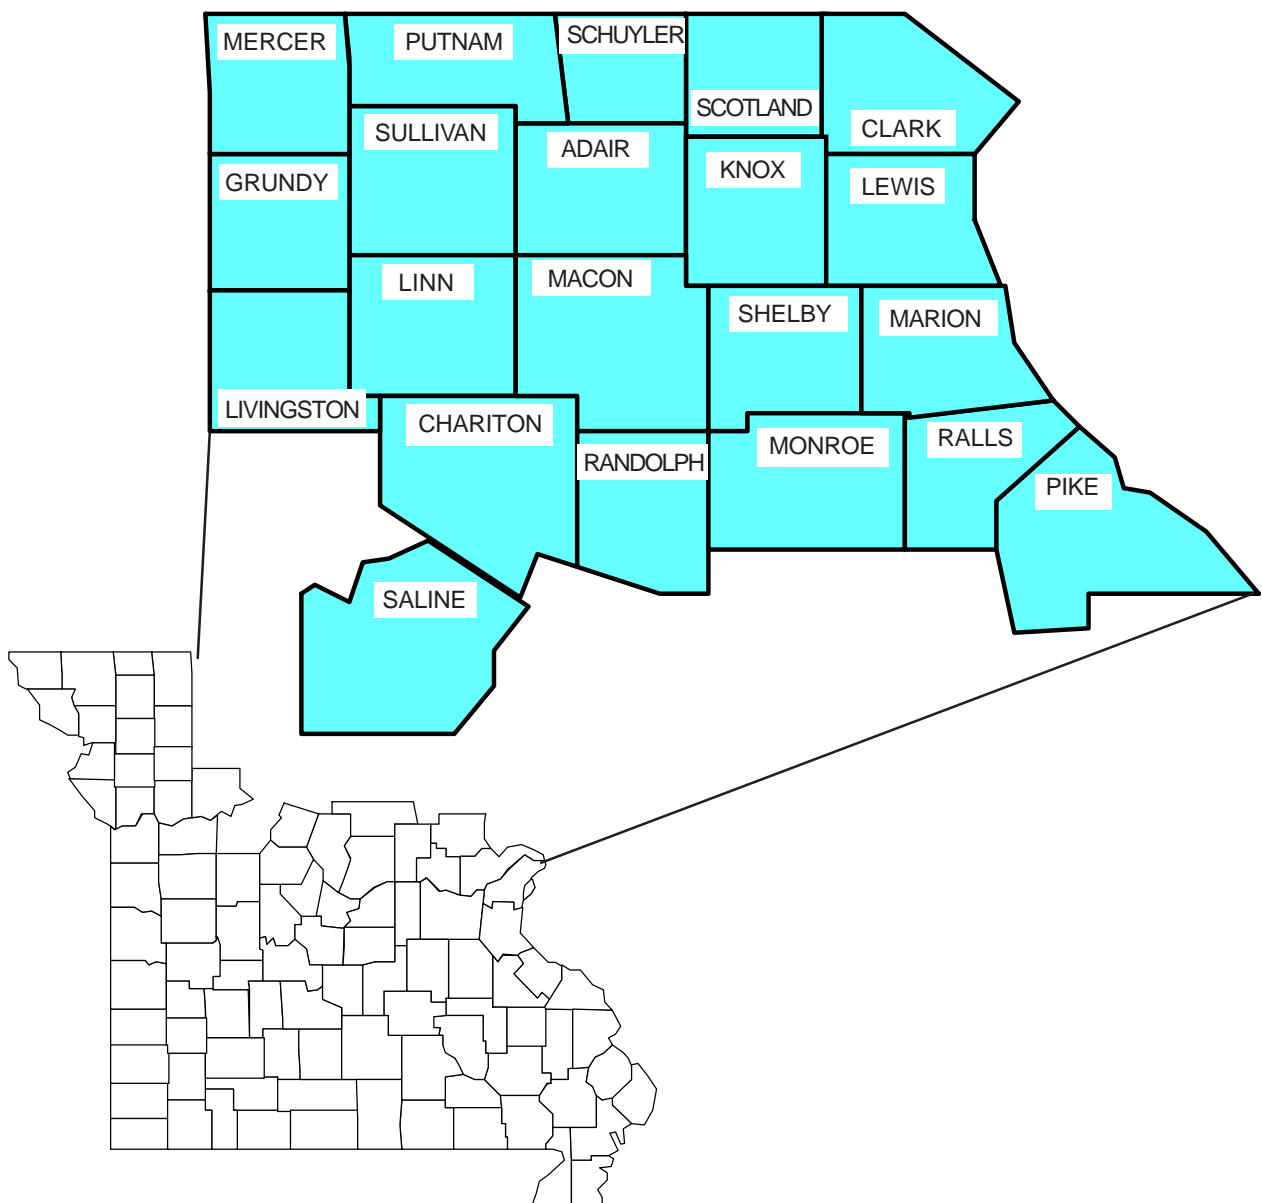 MERCER
PUTNAM
SCHUYLER
SCOTLAND
CLARK
SULLIVAN
ADAIR
KNOX
LEWIS
GRUNDY
LINN
MACON
SHELBY
MARION
LIVINGSTON
CHARITON
RANDOLPH
MONROE
RALLS
PIKE
SALINE